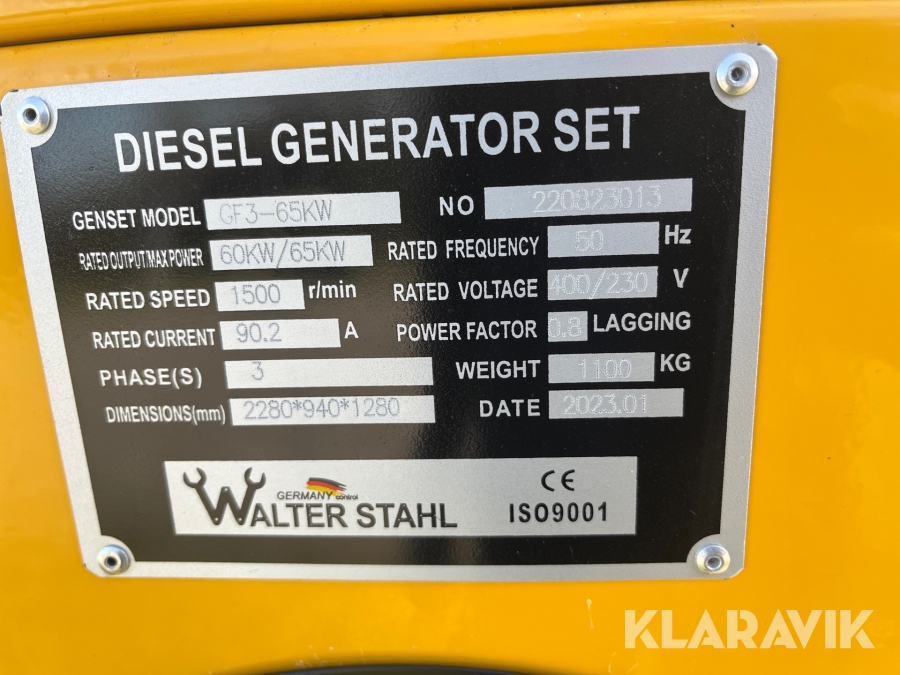 DIESEL GENERATOR SET
GENSET MODEL GF3-65KW NO 220823013
RATED OUTPUT/MAX POWER 60KW/65KW RATED FREQUENCY 50 Hz
RATED SPEED 1500 r/min RATED VOLTAGE 400/230 V
RATED CURRENT 90.2 A POWER FACTOR 0.8 LAGGING
PHASE(S) 3 WEIGHT 1100 KG
DIMENSIONS(mm) 2280*940*1280 DATE 2023.01
GERMANY control
WALTER STAHL
CE
ISO9001
KLARAVIK